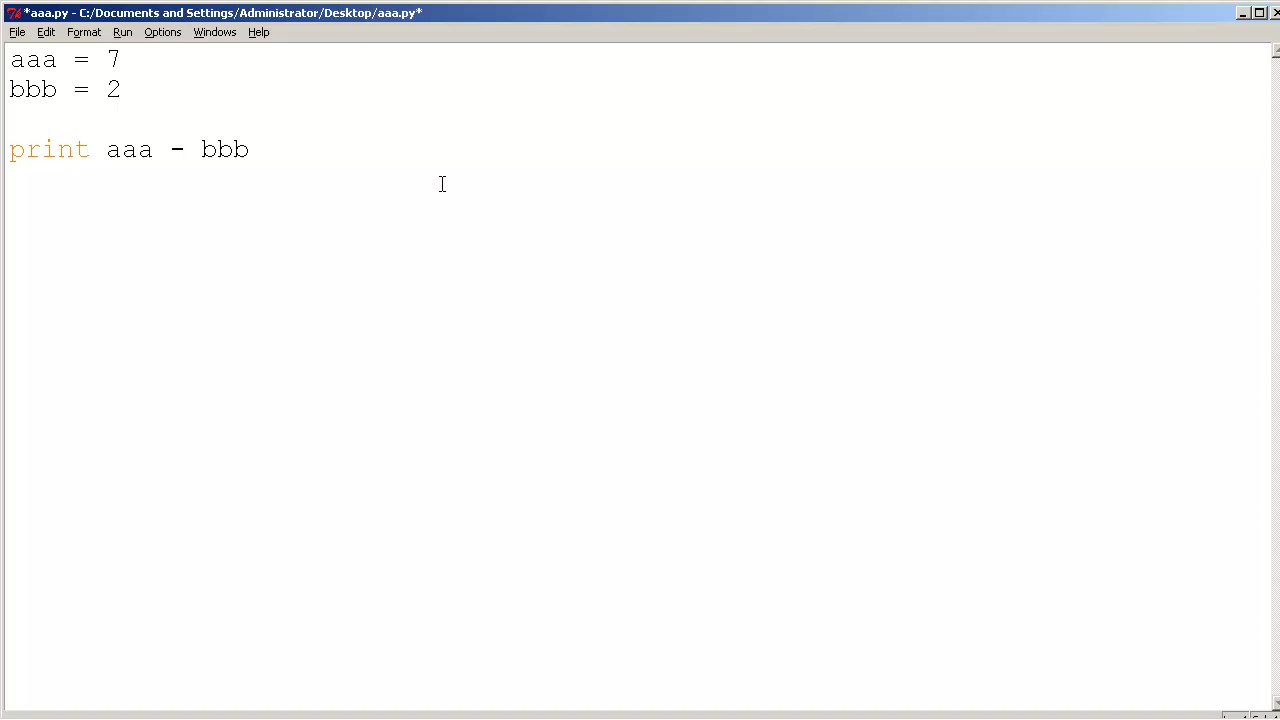 *aaa.py - C:/Documents and Settings/Administrator/Desktop/aaa.py*
File Edit Format Run Options Windows Help
aaa = 7
bbb = 2
print aaa - bbb